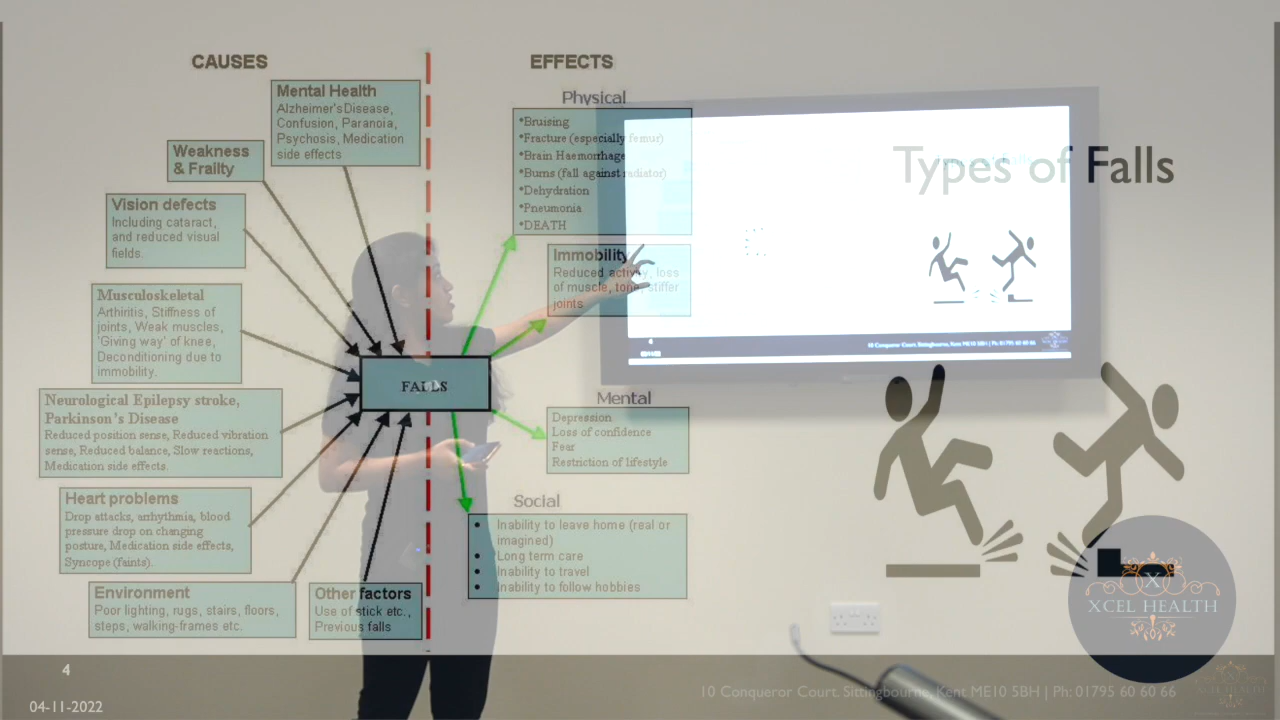 CAUSES
EFFECTS
Types of Falls
Mental Health
Alzheimer's Disease,
Confusion, Paranoia,
Psychosis, Medication
side effects
Weakness
& Frailty
Vision defects
Including cataract,
and reduced visual
fields.
Musculoskeletal
Arthiritis, Stiffness of
joints, Weak muscles,
'Giving way' of knee,
Deconditioning due to
immobility.
Neurological Epilepsy stroke,
Parkinson's Disease
Reduced position sense, Reduced vibration
sense, Reduced balance, Slow reactions,
Medication side effects.
Heart problems
Drop attacks, arrhythmia, blood
pressure drop on changing
posture, Medication side effects,
Syncope (faints).
Environment
Poor lighting, rugs, stairs, floors,
steps, walking-frames etc.
Other factors
Use of stick etc.,
Previous falls
FALLS
Physical
*Bruising
*Fracture (especially femur)
*Brain Haemorrhage
*Burns (fall against radiator)
*Dehydration
*Pneumonia
*DEATH
Immobility
Reduced activity, loss
of muscle, tone, stiffer
joints
Mental
Depression
Loss of confidence
Fear
Restriction of lifestyle
Social
• Inability to leave home (real or
imagined)
• Long term care
• Inability to travel
• Inability to follow hobbies
4
10 Conqueror Court, Sittingbourne, Kent ME10 5BH | Ph: 01795 60 60 66
X
XCEL HEALTH
4
04-11-2022
10 Conqueror Court. Sittingbourne, Kent ME10 5BH | Ph: 01795 60 60 66
XCEL HEALTH